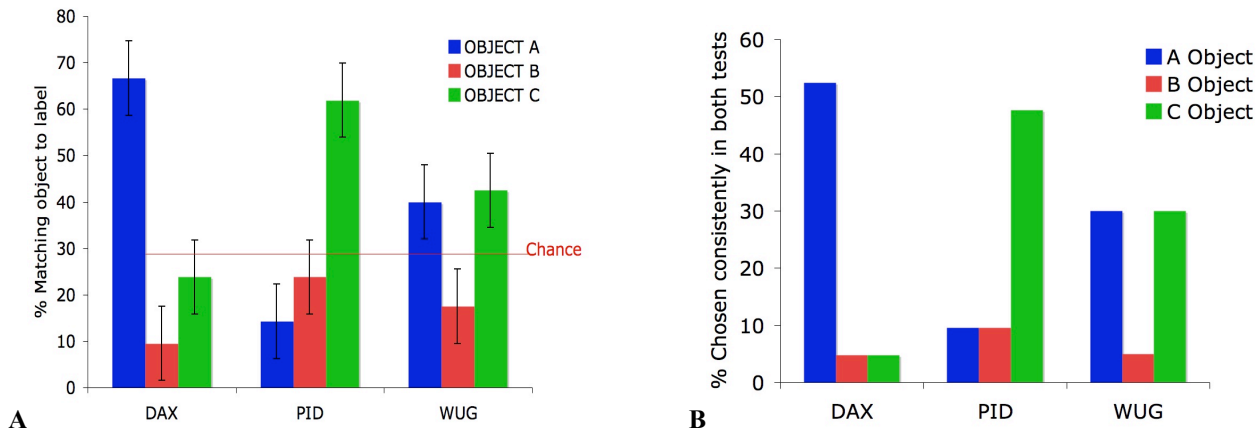 % Matching object to label
80
70
60
50
40
30
20
10
0
OBJECT A
OBJECT B
OBJECT C
Chance
DAX
PID
WUG
A
% Chosen consistently in both tests
60
50
40
30
20
10
0
A Object
B Object
C Object
DAX
PID
WUG
B